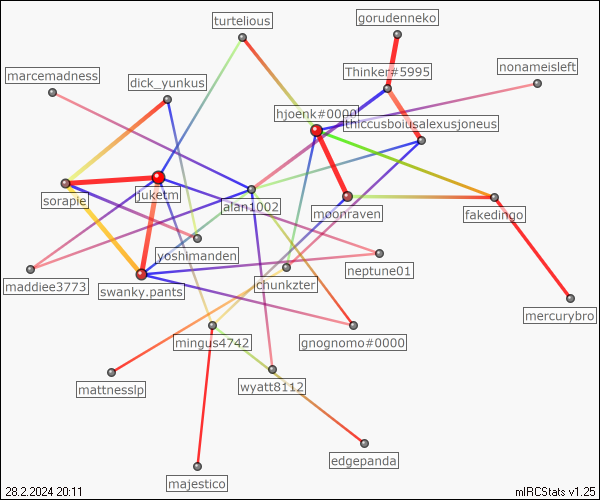 turtelious
gorudenneko
marcemadness
dick_yunkus
Thinker#5995
nonameisleft
hjoenk#0000
thiccusboiusalexusjoneus
sorapie
juketm
alan1002
moonraven
fakedingo
yoshimanden
maddiee3773
swanky.pants
chunkzter
neptune01
mercurybro
mingus4742
gnognomo#0000
mattnesslp
wyatt8112
edgepanda
majestico
28.2.2024 20:11
mIRCStats v1.25